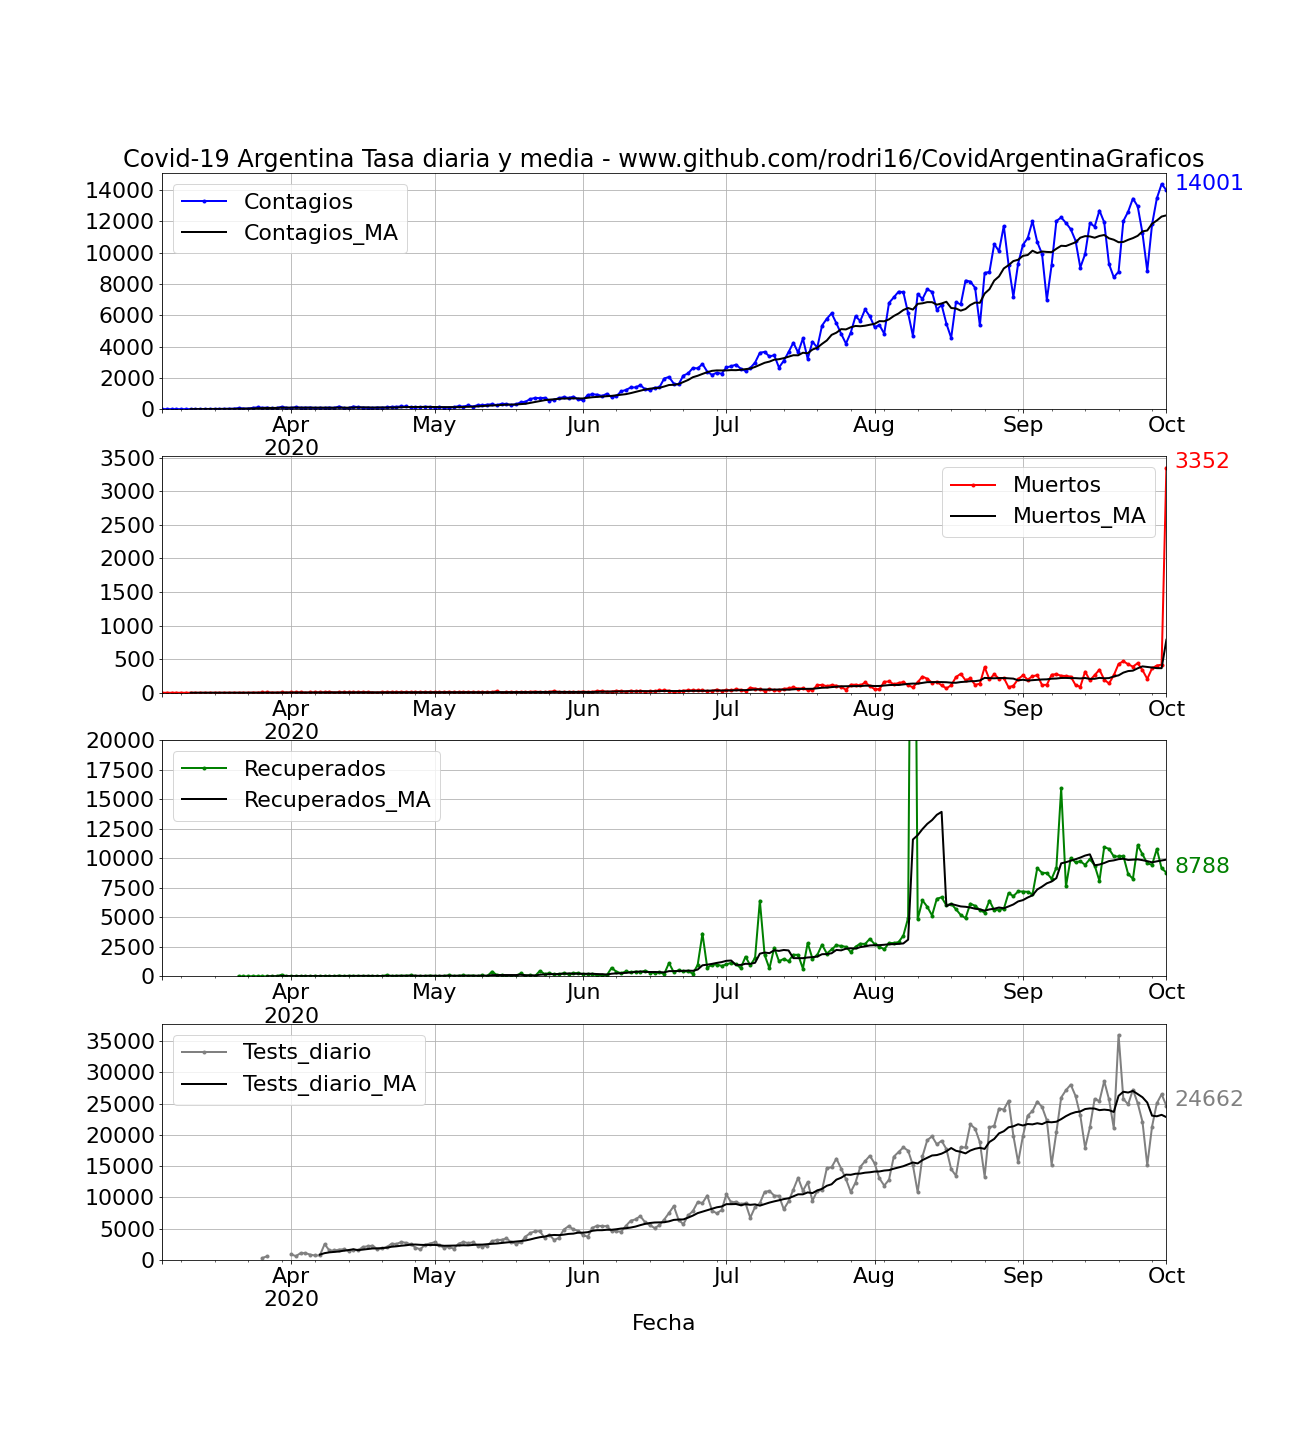 Covid-19 Argentina Tasa diaria y media - www.github.com/rodri16/CovidArgentinaGraficos
14000
12000
10000
8000
6000
4000
2000
0
Contagios
Contagios_MA
14001
Apr May Jun Jul Aug Sep Oct
2020
3500
3000
2500
2000
1500
1000
500
0
Muertos
Muertos_MA
3352
Apr May Jun Jul Aug Sep Oct
2020
20000
17500
15000
12500
10000
7500
5000
2500
0
Recuperados
Recuperados_MA
8788
Apr May Jun Jul Aug Sep Oct
2020
35000
30000
25000
20000
15000
10000
5000
0
Tests_diario
Tests_diario_MA
24662
Apr May Jun Jul Aug Sep Oct
2020
Fecha